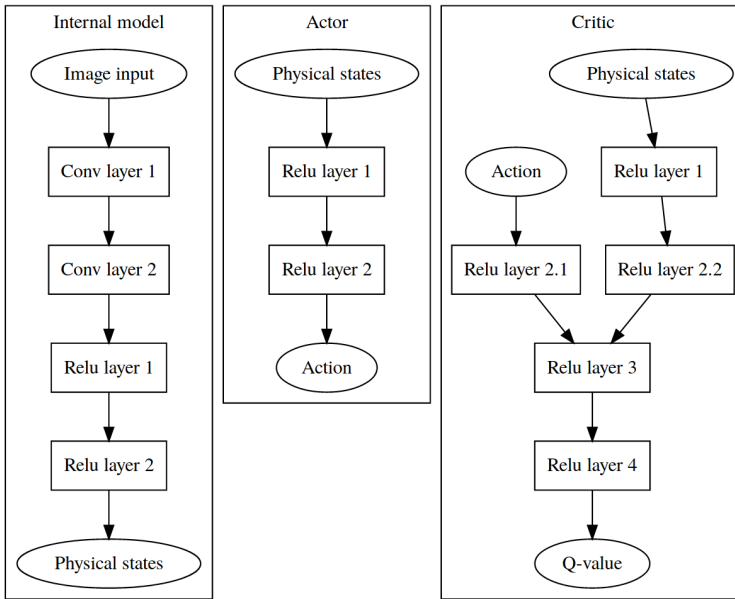 Internal model
Image input
Conv layer 1
Conv layer 2
Relu layer 1
Relu layer 2
Physical states
Actor
Physical states
Relu layer 1
Relu layer 2
Action
Critic
Physical states
Action
Relu layer 1
Relu layer 2.1
Relu layer 2.2
Relu layer 3
Relu layer 4
Q-value